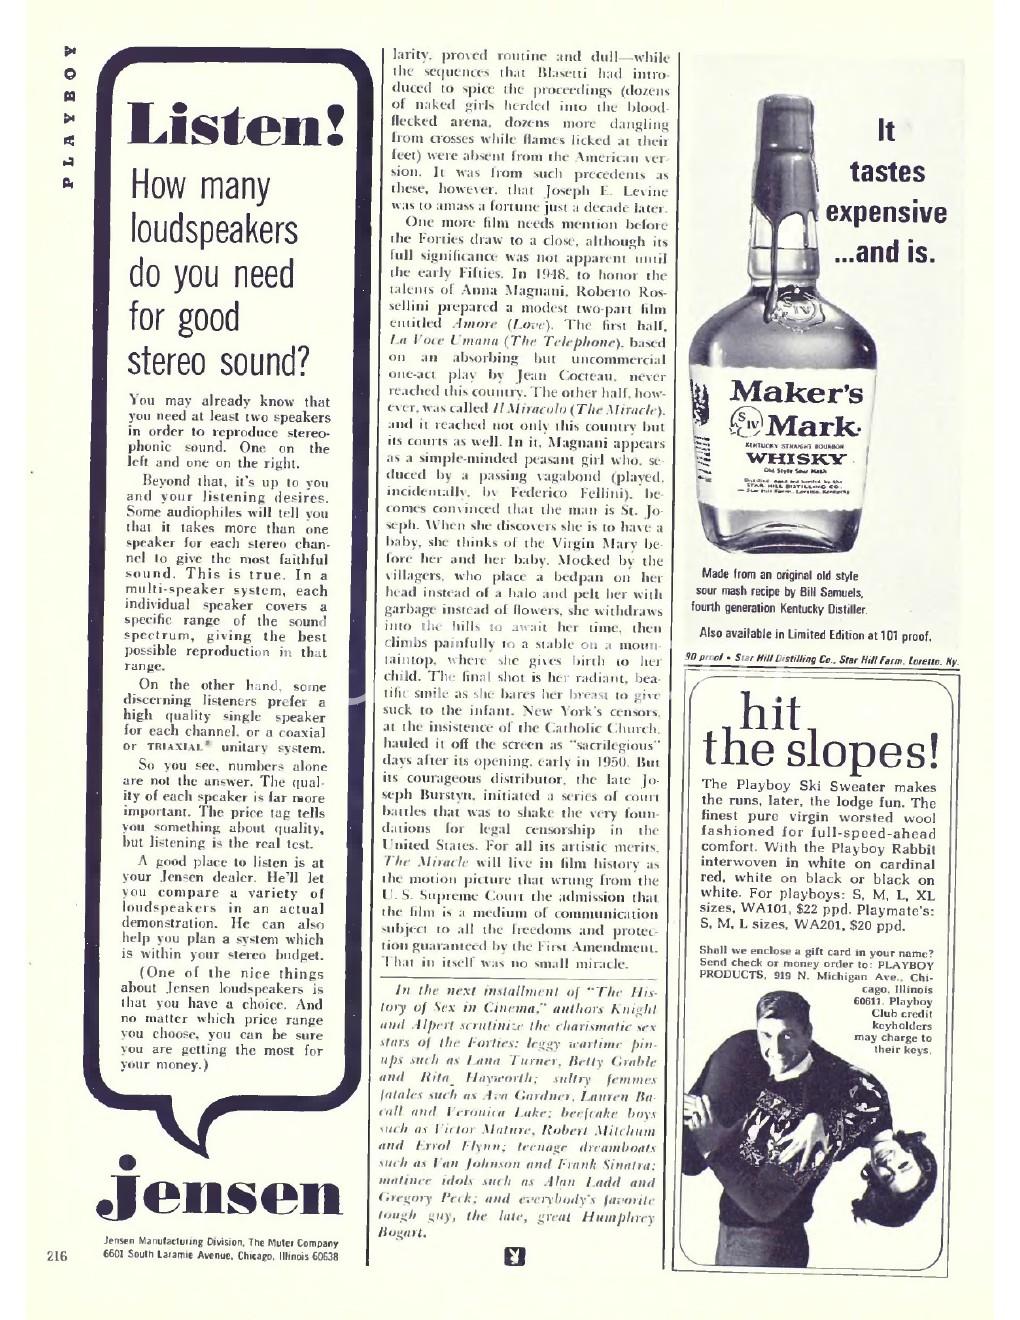 PLAYBOY
Listen!
How many
loudspeakers
do you need
for good
stereo sound?
You may already know that
you need at least two speakers
in order to reproduce stereo-
phonic sound. One on the
left and one on the right.
Beyond that, it's up to you
and your listening desires.
Some audiophiles will tell you
that it takes more than one
speaker for each stereo chan-
nel to give the most faithful
sound. This is true. In a
multi-speaker system, each
individual speaker covers a
specific range of the sound
spectrum, giving the best
possible reproduction in that
range.
On the other hand, some
discerning listeners prefer a
high quality single speaker
for each channel, or a coaxial
or TRIAXIAL® unitary system.
So you see, numbers alone
are not the answer. The qual-
ity of each speaker is far more
important. The price tag tells
you something about quality,
but listening is the real test.
A good place to listen is at
your Jensen dealer. He'll let
you compare a variety of
loudspeakers in an actual
demonstration. He can also
help you plan a system which
is within your stereo budget.
(One of the nice things
about Jensen loudspeakers is
that you have a choice. And
no matter which price range
you choose, you can be sure
you are getting the most for
your money.)
jensen
Jensen Manufacturing Division, The Muter Company
6601 South Laramie Avenue, Chicago, Illinois 60638
216
larity, proved routine and dull—while
the sequences that Blasetti had intro-
duced to spice the proceedings (dozens
of naked girls herded into the blood-
flecked arena, dozens more dangling
from crosses while flames licked at their
feet) were absent from the American ver-
sion. It was from such precedents as
these, however, that Joseph E. Levine
was to amass a fortune just a decade later.
One more film needs mention before
the Forties draw to a close, although its
full significance was not apparent until
the early Fifties. In 1948, to honor the
talents of Anna Magnani, Roberto Ros-
sellini prepared a modest two-part film
entitled Amore (Love). The first half,
La Voce Umana (The Telephone), based
on an absorbing but uncommercial
one-act play by Jean Cocteau, never
reached this country. The other half, how-
ever, was called Il Miracolo (The Miracle),
and it reached not only this country but
its courts as well. In it, Magnani appears
as a simple-minded peasant girl who, se-
duced by a passing vagabond (played,
incidentally, by Federico Fellini), be-
comes convinced that the man is St. Jo-
seph. When she discovers she is to have a
baby, she thinks of the Virgin Mary be-
fore her and her baby. Mocked by the
villagers, who place a bedpan on her
head instead of a halo and pelt her with
garbage instead of flowers, she withdraws
into the hills to await her time, then
climbs painfully to a stable on a moun-
taintop, where she gives birth to her
child. The final shot is her radiant, bea-
tific smile as she bares her breast to give
suck to the infant. New York's censors,
at the insistence of the Catholic Church,
hauled it off the screen as "sacrilegious"
days after its opening, early in 1950. But
its courageous distributor, the late Jo-
seph Burstyn, initiated a series of court
battles that was to shake the very foun-
dations for legal censorship in the
United States. For all its artistic merits,
The Miracle will live in film history as
the motion picture that wrung from the
U. S. Supreme Court the admission that
the film is a medium of communication
subject to all the freedoms and protec-
tion guaranteed by the First Amendment.
That in itself was no small miracle.
In the next installment of "The His-
tory of Sex in Cinema," authors Knight
and Alpert scrutinize the charismatic sex
stars of the Forties: leggy wartime pin-
ups such as Lana Turner, Betty Grable
and Rita Hayworth; sultry femmes
fatales such as Ava Gardner, Lauren Ba-
call and Veronica Lake; beefcake boys
such as Victor Mature, Robert Mitchum
and Errol Flynn; teenage dreamboats
such as Van Johnson and Frank Sinatra;
matinee idols such as Alan Ladd and
Gregory Peck; and everybody's favorite
tough guy, the late, great Humphrey
Bogart.
It
tastes
expensive
...and is.
SIV
Maker's
SIV Mark.
KENTUCKY STRAIGHT BOURBON
WHISKY
Old Style Sour Mash
Distilled, aged and bottled by the
STAR HILL DISTILLING CO.
Star Hill Farm, Loretto, Kentucky
Made from an original old style
sour mash recipe by Bill Samuels,
fourth generation Kentucky Distiller.
Also available in Limited Edition at 101 proof.
90 proof • Star Hill Distilling Co., Star Hill Farm, Loretto, Ky.
hit
the slopes!
The Playboy Ski Sweater makes
the runs, later, the lodge fun. The
finest pure virgin worsted wool
fashioned for full-speed-ahead
comfort. With the Playboy Rabbit
interwoven in white on cardinal
red, white on black or black on
white. For playboys: S, M, L, XL
sizes, WA101, $22 ppd. Playmate's:
S, M, L sizes, WA201, $20 ppd.
Shall we enclose a gift card in your name?
Send check or money order to: PLAYBOY
PRODUCTS, 919 N. Michigan Ave., Chi-
cago, Illinois
60611. Playboy
Club credit
keyholders
may charge to
their keys.